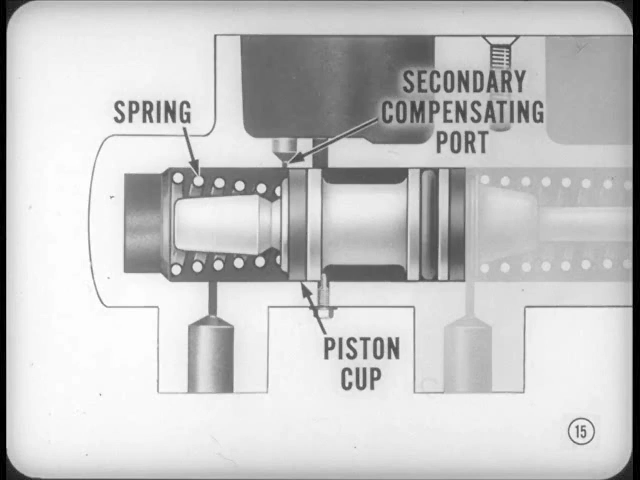 SPRING
SECONDARY
COMPENSATING
PORT
PISTON
CUP
15